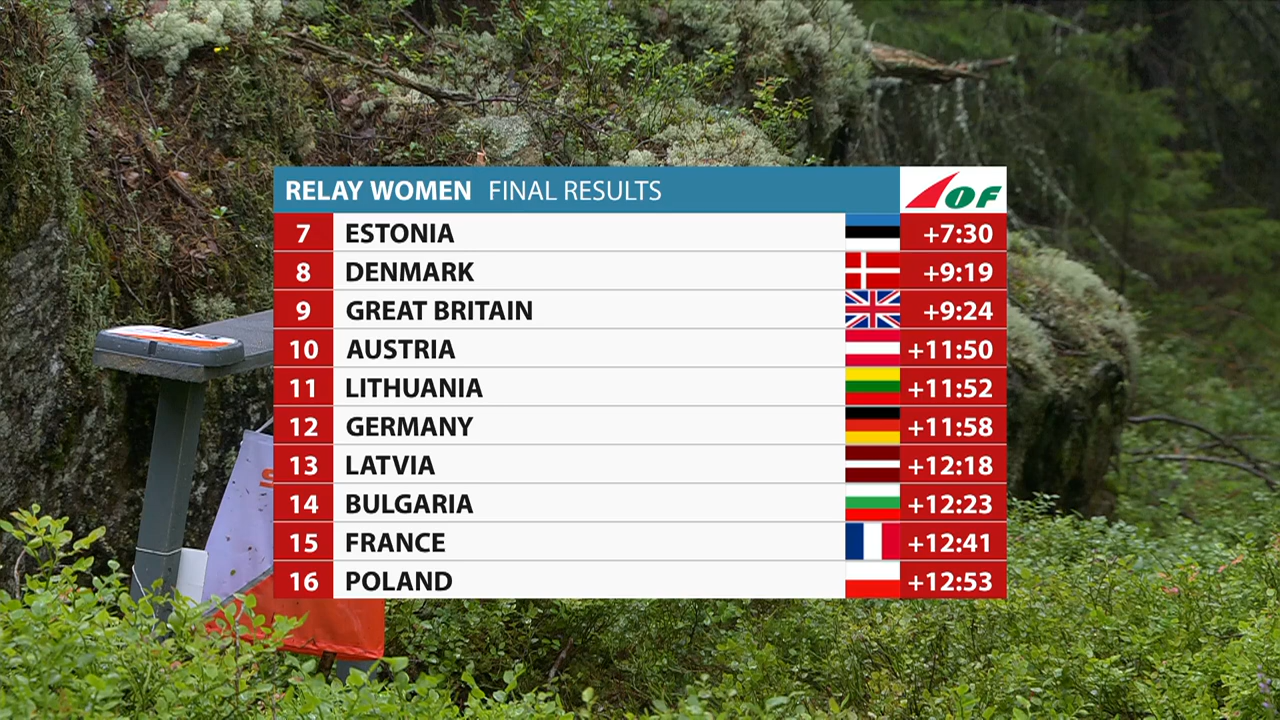 RELAY WOMEN FINAL RESULTS IOF
7 ESTONIA +7:30
8 DENMARK +9:19
9 GREAT BRITAIN +9:24
10 AUSTRIA +11:50
11 LITHUANIA +11:52
12 GERMANY +11:58
13 LATVIA +12:18
14 BULGARIA +12:23
15 FRANCE +12:41
16 POLAND +12:53